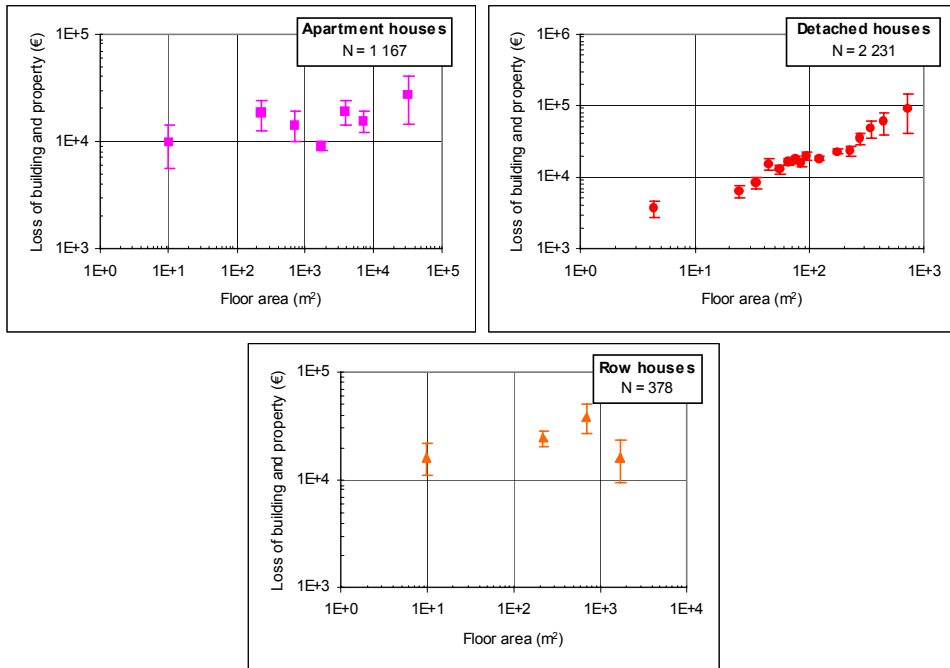 Apartment houses
N = 1 167
Loss of building and property (€)
1E+5
1E+4
1E+3
1E+0 1E+1 1E+2 1E+3 1E+4 1E+5
Floor area (m²)
Detached houses
N = 2 231
Loss of building and property (€)
1E+6
1E+5
1E+4
1E+3
1E+0 1E+1 1E+2 1E+3
Floor area (m²)
Row houses
N = 378
Loss of building and property (€)
1E+5
1E+4
1E+3
1E+0 1E+1 1E+2 1E+3 1E+4
Floor area (m²)